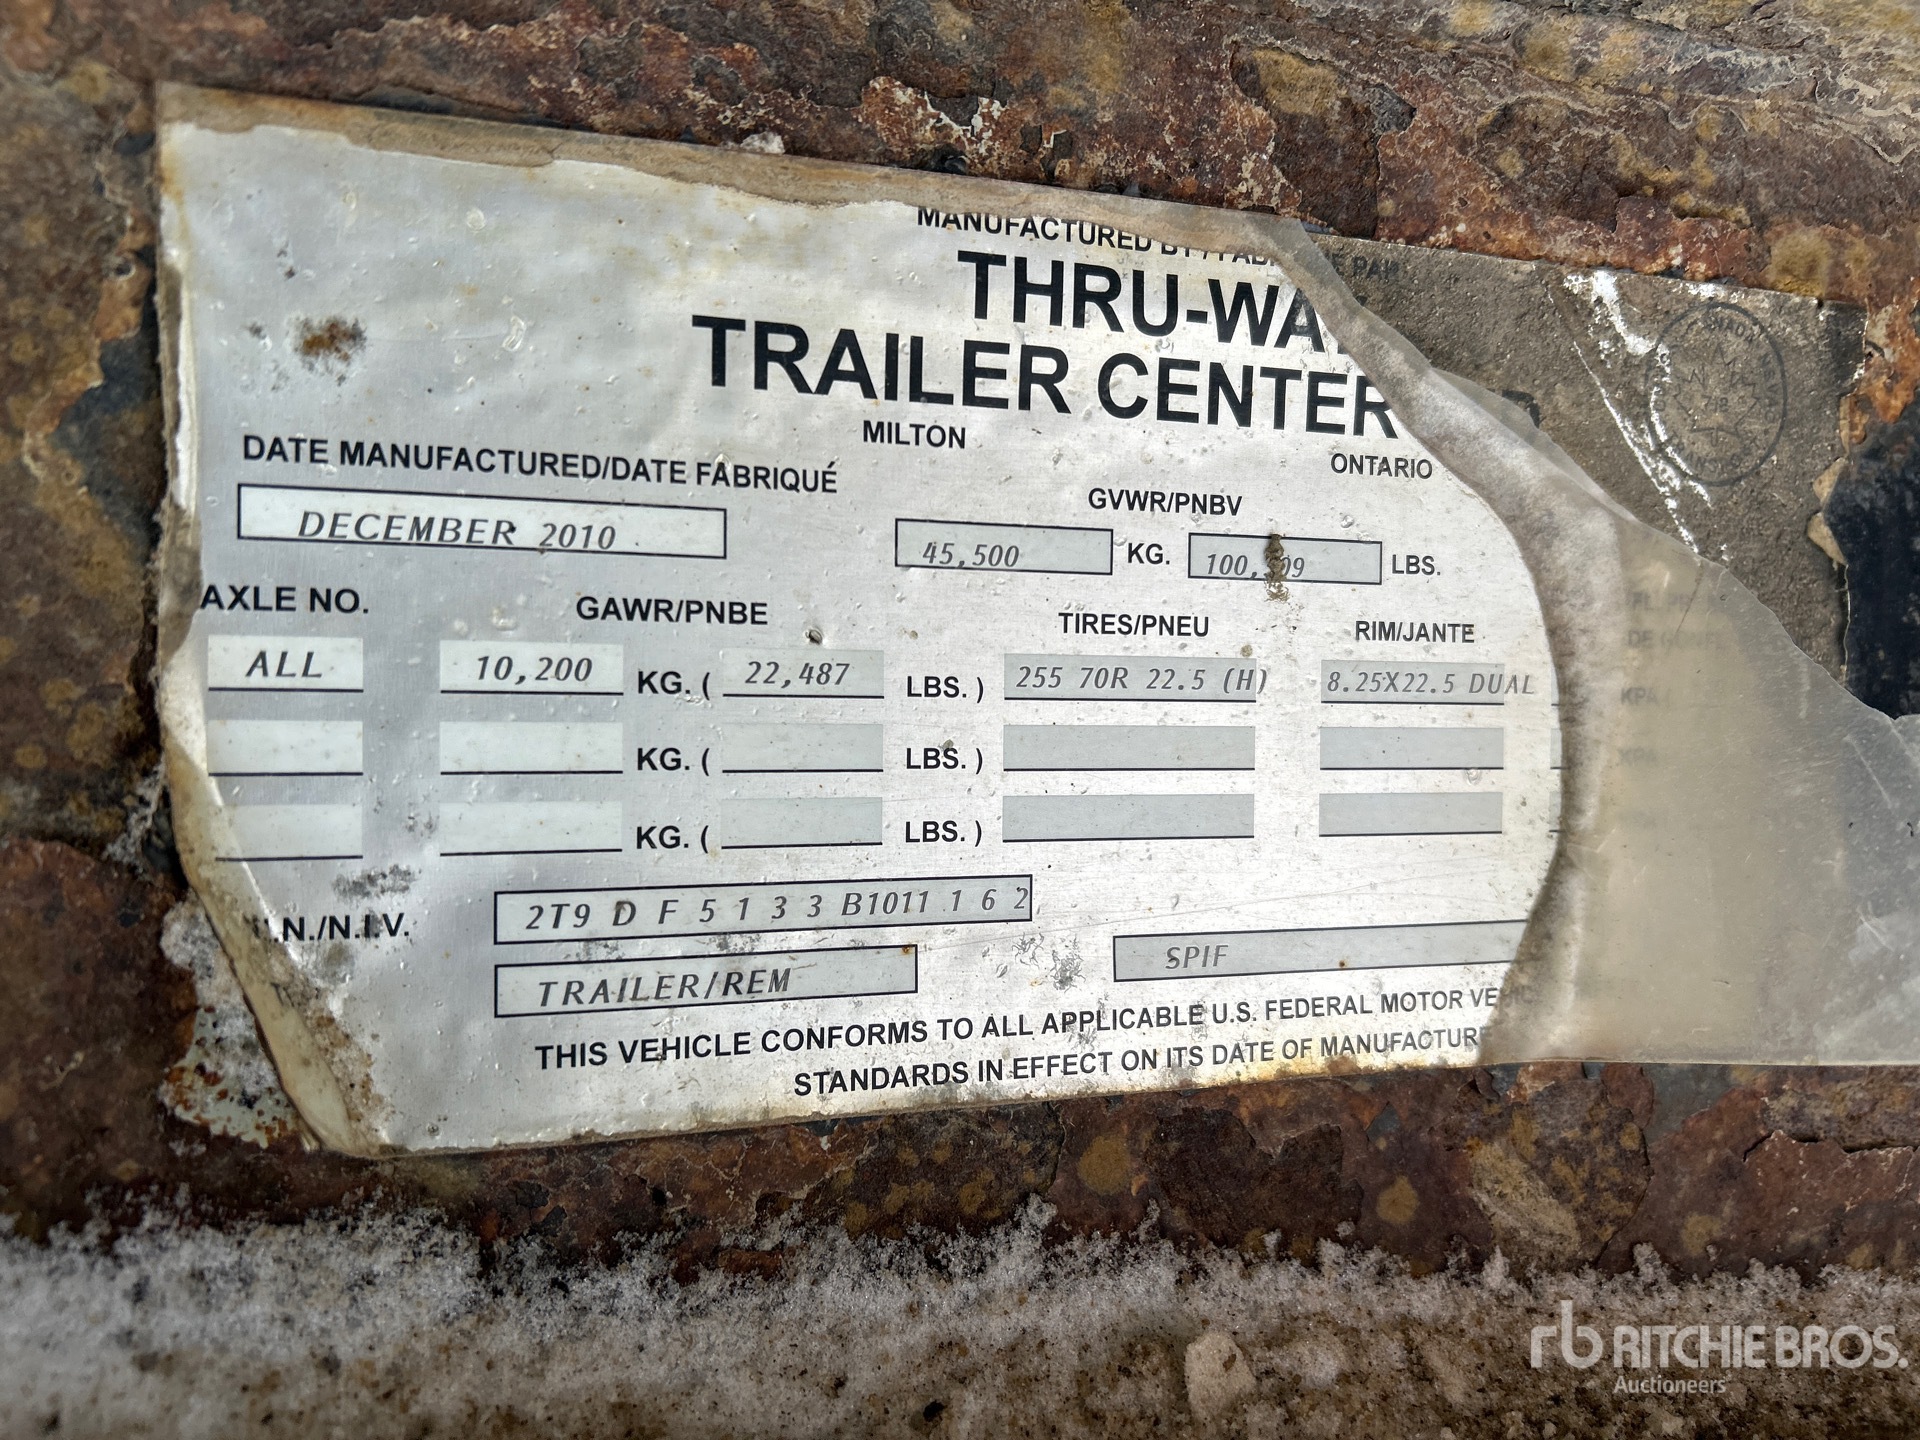 MANUFACTURED
THRU-WA
TRAILER CENTER
MILTON ONTARIO
DATE MANUFACTURED/DATE FABRIQUÉ
DECEMBER 2010
GVWR/PNBV
45,500 KG. LBS.
AXLE NO. GAWR/PNBE TIRES/PNEU RIM/JANTE
ALL 10,200 KG. ( 22,487 LBS. ) 255 70R 22.5 (H) 8.25X22.5 DUAL
KG. ( LBS. )
KG. ( LBS. )
.N./N.I.V. 2T9 D F 5 1 3 3 B1011 1 6 2
TRAILER/REM SPIF
THIS VEHICLE CONFORMS TO ALL APPLICABLE U.S. FEDERAL MOTOR
STANDARDS IN EFFECT ON ITS DATE OF MANUFACTUR
rb RITCHIE BROS.
Auctioneers